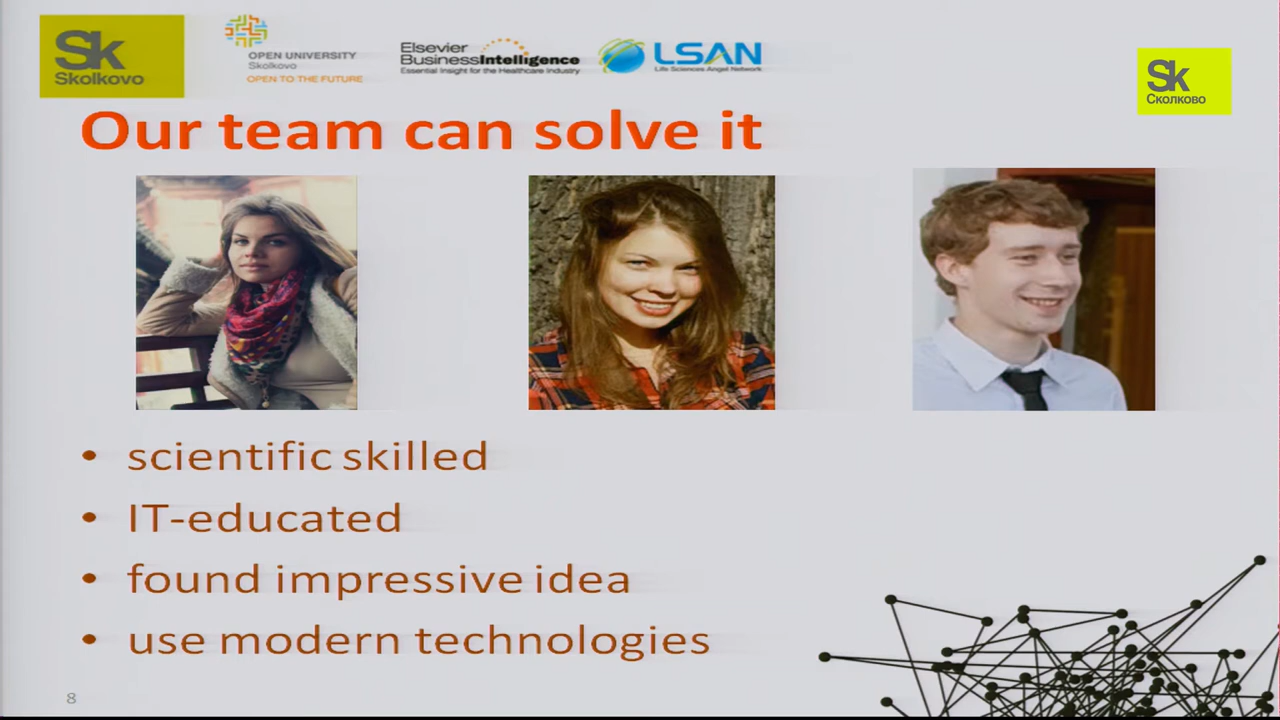 Sk
Skolkovo
OPEN UNIVERSITY
Skolkovo
OPEN TO THE FUTURE
Elsevier
BusinessIntelligence
Essential Insight for the Healthcare Industry
LSAN
Life Sciences Angel Network
Sk
Сколково
Our team can solve it
• scientific skilled
• IT-educated
• found impressive idea
• use modern technologies
8